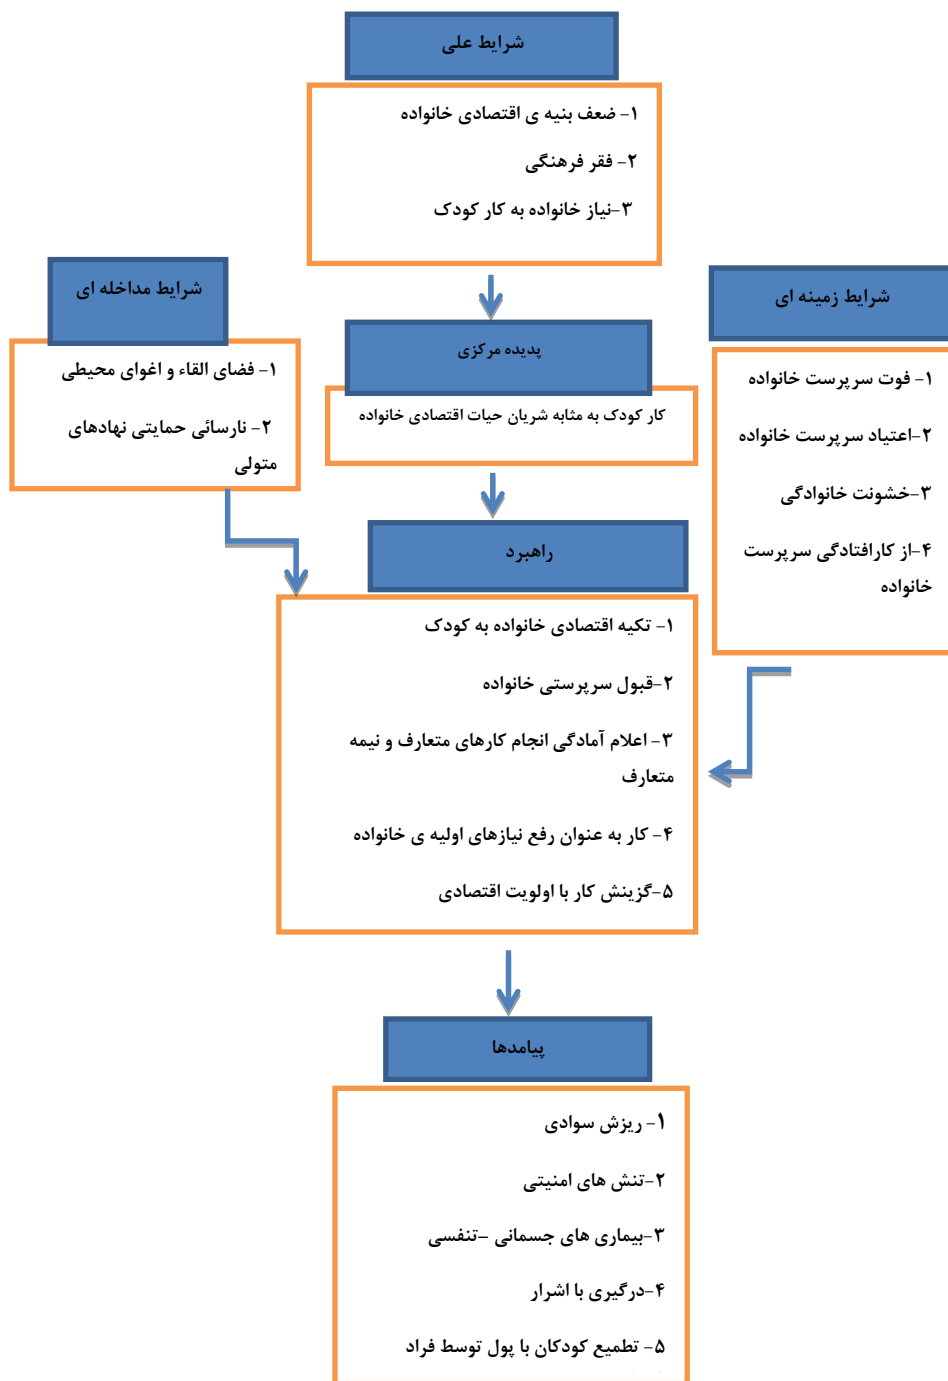 شرایط علی
۱- ضعف بنیه ی اقتصادی خانواده
۲- فقر فرهنگی
۳-نیاز خانواده به کار کودک
شرایط زمینه ای
۱- فوت سرپرست خانواده
۲-اعتیاد سرپرست خانواده
۳-خشونت خانوادگی
۴-از کارافتادگی سرپرست
خانواده
پدیده مرکزی
کار کودک به مثابه شریان حیات اقتصادی خانواده
شرایط مداخله ای
۱- فضای القاء و اغوای محیطی
۲- نارسائی حمایتی نهادهای
متولی
راهبرد
۱- تکیه اقتصادی خانواده به کودک
۲-قبول سرپرستی خانواده
۳- اعلام آمادگی انجام کارهای متعارف و نیمه
متعارف
۴- کار به عنوان رفع نیازهای اولیه ی خانواده
۵-گزینش کار با اولویت اقتصادی
پیامدها
۱- ریزش سوادی
۲-تنش های امنیتی
۳-بیماری های جسمانی –تنفسی
۴-درگیری با اشرار
۵- تطمیع کودکان با پول توسط فراد